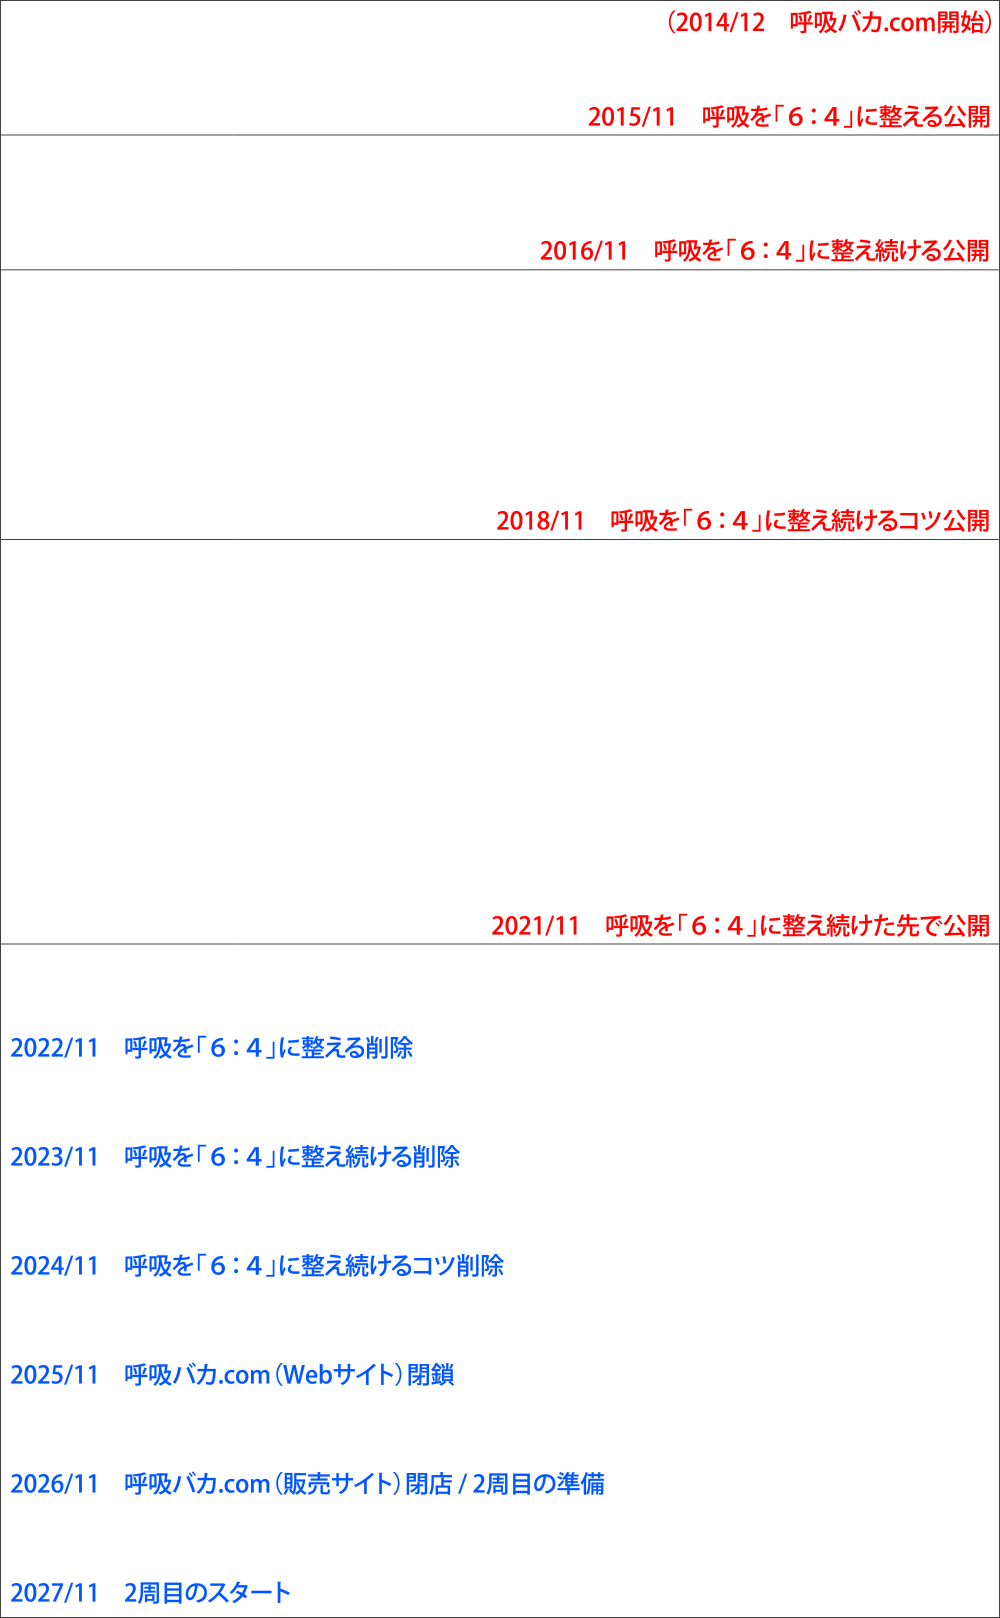 （2014/12　呼吸バカ.com開始）
2015/11　呼吸を「６：４」に整える公開
2016/11　呼吸を「６：４」に整え続ける公開
2018/11　呼吸を「６：４」に整え続けるコツ公開
2021/11　呼吸を「６：４」に整え続けた先で公開
2022/11　呼吸を「６：４」に整える削除
2023/11　呼吸を「６：４」に整え続ける削除
2024/11　呼吸を「６：４」に整え続けるコツ削除
2025/11　呼吸バカ.com（Webサイト）閉鎖
2026/11　呼吸バカ.com（販売サイト）閉店 / 2周目の準備
2027/11　2周目のスタート